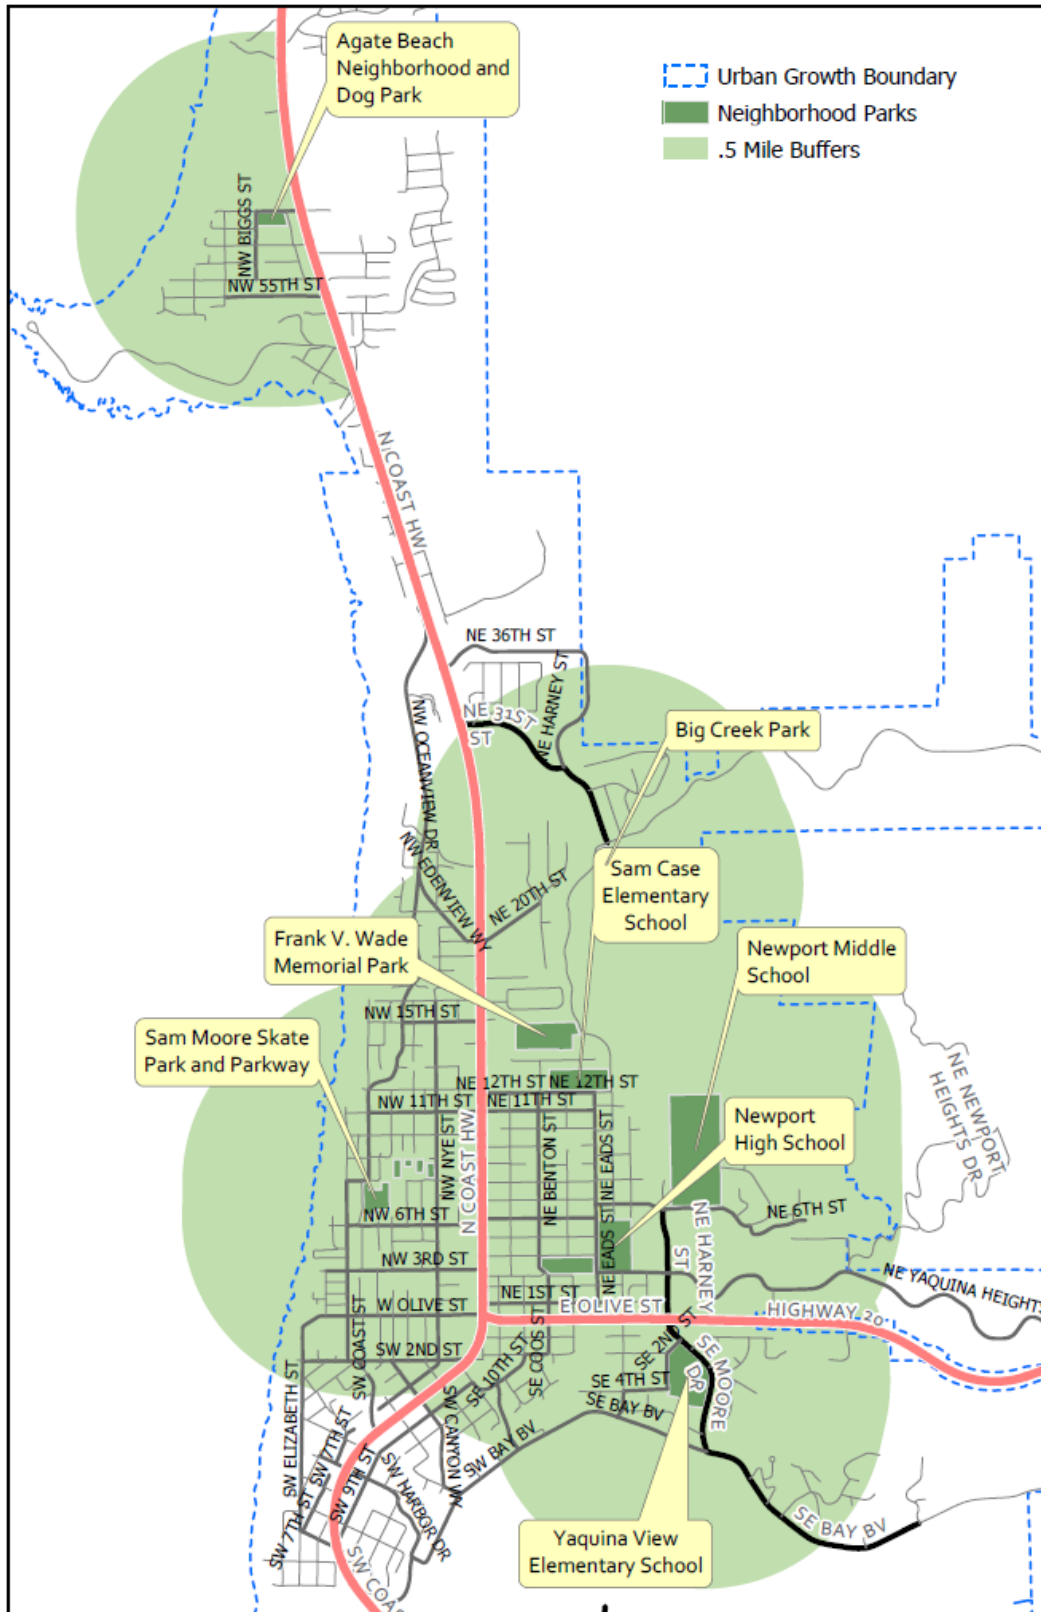 Agate Beach
Neighborhood and
Dog Park
Urban Growth Boundary
Neighborhood Parks
.5 Mile Buffers
NW BIGGS ST
NW 55TH ST
N COAST HW
NE 36TH ST
NE HARNEY ST
NE 31ST
ST
NW OCEANVIEW DR
Big Creek Park
NW EDENVIEW WY
NE 20TH ST
Sam Case
Elementary
School
Frank V. Wade
Memorial Park
Newport Middle
School
NW 15TH ST
Sam Moore Skate
Park and Parkway
NE 12TH ST
NE 12TH ST
NW 11TH ST
NE 11TH ST
NE NEWPORT
HEIGHTS DR
Newport
High School
NW NYE ST
N COAST HW
NE BENTON ST
NE EADS ST
NE EADS ST
NW 6TH ST
NE 6TH ST
NE HARNEY
ST
NW 3RD ST
NE 1ST ST
NE YAQUINA HEIGHTS
W OLIVE ST
E OLIVE ST
HIGHWAY 20
SW COAST ST
SW 2ND ST
SE COOS ST
SE 2ND ST
SE 10TH ST
SE 4TH ST
SE MOORE
DR
SE BAY BV
SW ELIZABETH ST
SW 7TH ST
SW CANYON WY
SW BAY BV
SW 9TH ST
SW HARBOR DR
SW 7TH ST
SE BAY BV
SW COA
Yaquina View
Elementary School